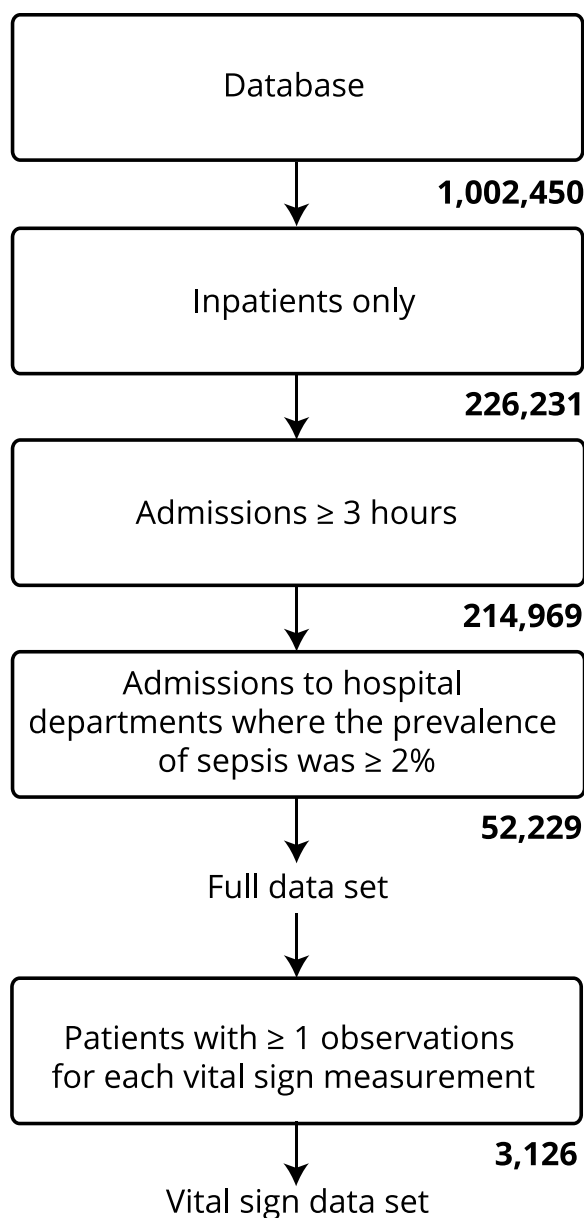 Database
1,002,450
Inpatients only
226,231
Admissions ≥ 3 hours
214,969
Admissions to hospital
departments where the prevalence
of sepsis was ≥ 2%
52,229
Full data set
Patients with ≥ 1 observations
for each vital sign measurement
3,126
Vital sign data set